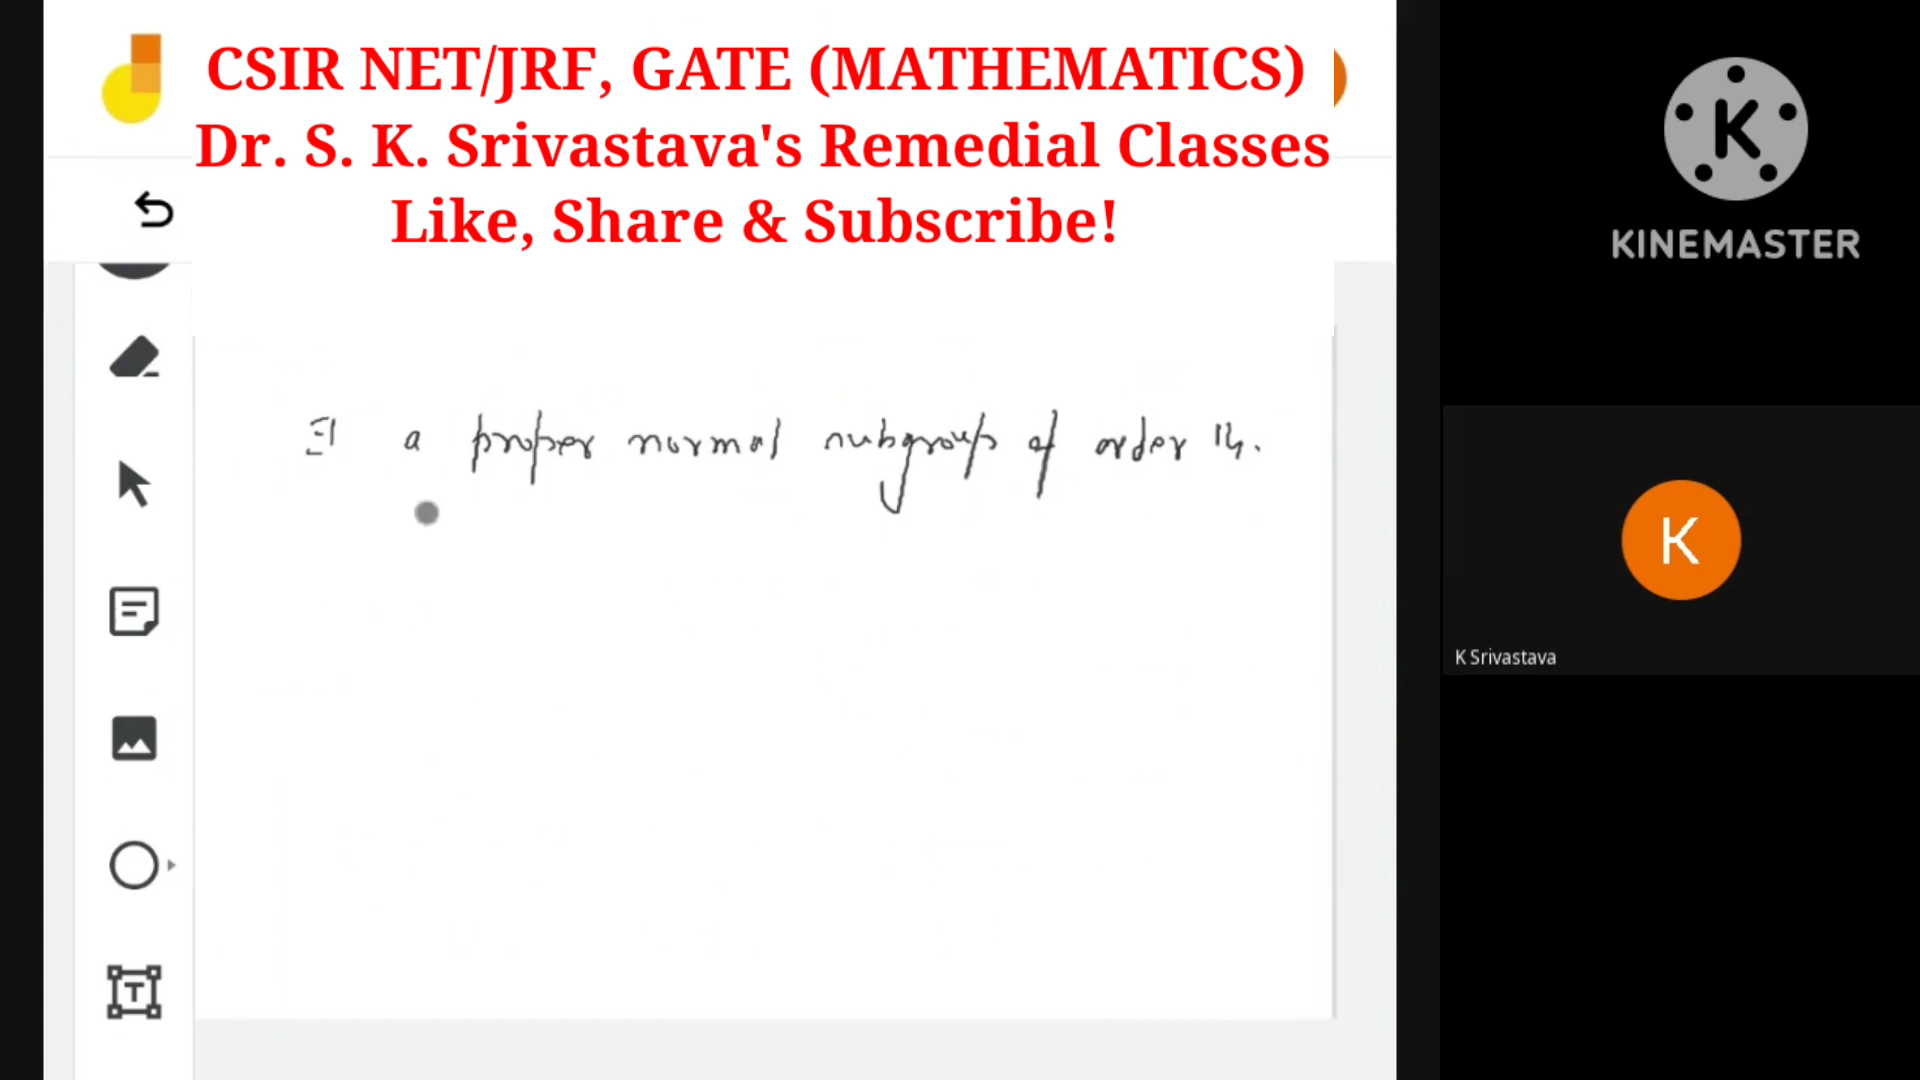 CSIR NET/JRF, GATE (MATHEMATICS)
Dr. S. K. Srivastava's Remedial Classes
Like, Share & Subscribe!
K
KINEMASTER
∃ a proper normal subgroup of order 14.
K
K Srivastava
T